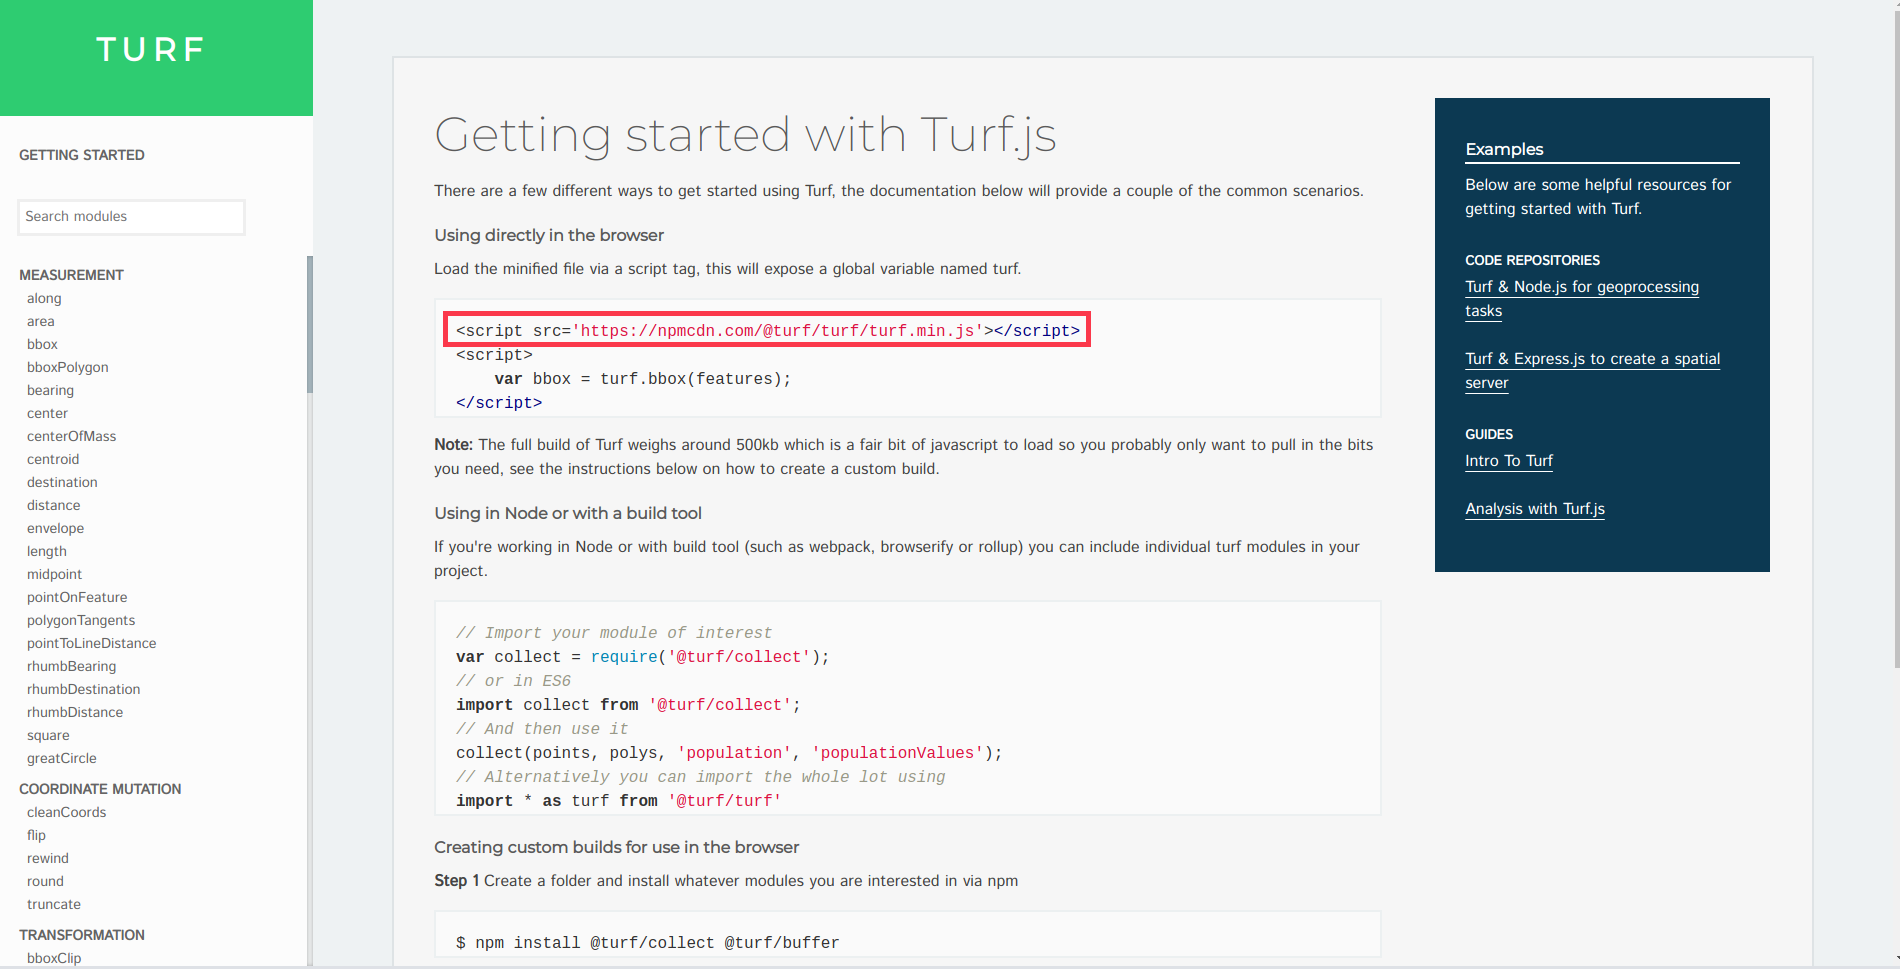 TURF
GETTING STARTED
Search modules
MEASUREMENT
along
area
bbox
bboxPolygon
bearing
center
centerOfMass
centroid
destination
distance
envelope
length
midpoint
pointOnFeature
polygonTangents
pointToLineDistance
rhumbBearing
rhumbDestination
rhumbDistance
square
greatCircle
COORDINATE MUTATION
cleanCoords
flip
rewind
round
truncate
TRANSFORMATION
bboxClip
Getting started with Turf.js
There are a few different ways to get started using Turf, the documentation below will provide a couple of the common scenarios.
Using directly in the browser
Load the minified file via a script tag, this will expose a global variable named turf.
<script src='https://npmcdn.com/@turf/turf/turf.min.js'></script>
<script>
    var bbox = turf.bbox(features);
</script>
Note: The full build of Turf weighs around 500kb which is a fair bit of javascript to load so you probably only want to pull in the bits
you need, see the instructions below on how to create a custom build.
Using in Node or with a build tool
If you're working in Node or with build tool (such as webpack, browserify or rollup) you can include individual turf modules in your
project.
// Import your module of interest
var collect = require('@turf/collect');
// or in ES6
import collect from '@turf/collect';
// And then use it
collect(points, polys, 'population', 'populationValues');
// Alternatively you can import the whole lot using
import * as turf from '@turf/turf'
Creating custom builds for use in the browser
Step 1 Create a folder and install whatever modules you are interested in via npm
$ npm install @turf/collect @turf/buffer
Examples
Below are some helpful resources for
getting started with Turf.
CODE REPOSITORIES
Turf & Node.js for geoprocessing
tasks
Turf & Express.js to create a spatial
server
GUIDES
Intro To Turf
Analysis with Turf.js